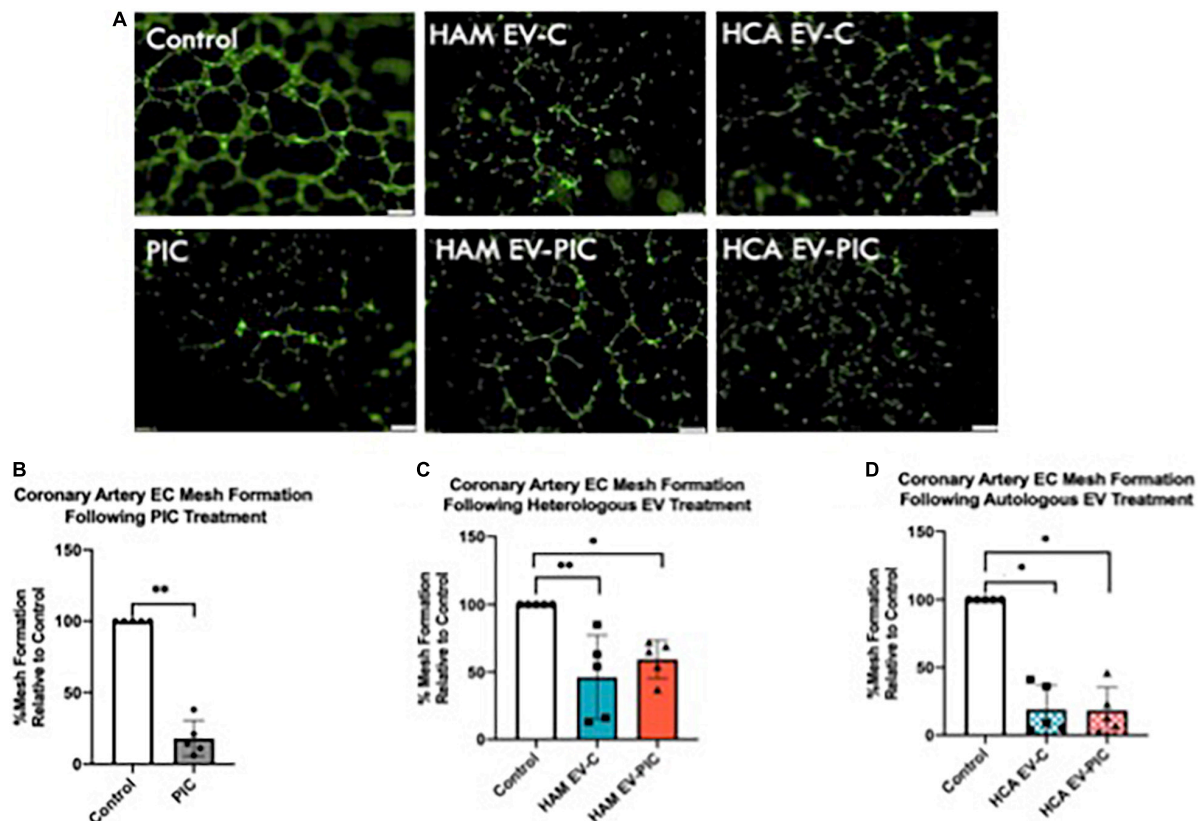 A
Control
HAM EV-C
HCA EV-C
PIC
HAM EV-PIC
HCA EV-PIC
B
Coronary Artery EC Mesh Formation
Following PIC Treatment
%Mesh Formation
Relative to Control
150
100
50
0
Control
PIC
C
Coronary Artery EC Mesh Formation
Following Heterologous EV Treatment
% Mesh Formation
Relative to Control
150
100
50
0
Control
HAM EV-C
HAM EV-PIC
D
Coronary Artery EC Mesh Formation
Following Autologous EV Treatment
%Mesh Formation
Relative to Control
150
100
50
0
Control
HCA EV-C
HCA EV-PIC